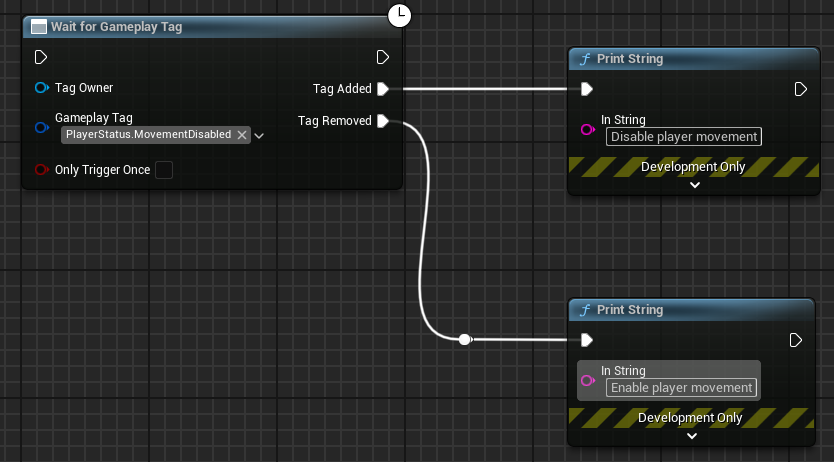 Wait for Gameplay Tag
Tag Owner
Tag Added
Gameplay Tag
PlayerStatus.MovementDisabled
Tag Removed
Only Trigger Once
Print String
In String
Disable player movement
Development Only
Print String
In String
Enable player movement
Development Only